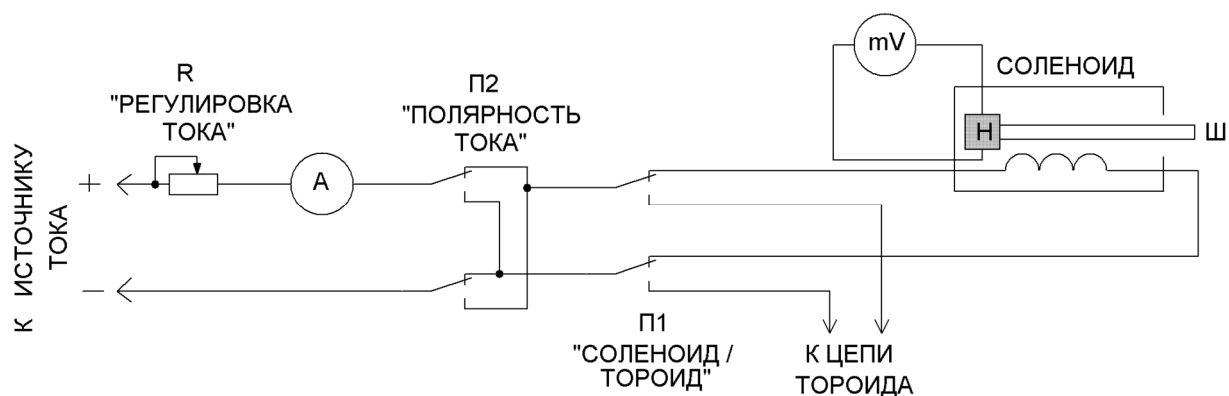 mV
СОЛЕНОИД
R
"РЕГУЛИРОВКА
ТОКА"
П2
"ПОЛЯРНОСТЬ
ТОКА"
Н
Ш
+
А
К ИСТОЧНИКУ
ТОКА
−
П1
"СОЛЕНОИД /
ТОРОИД"
К ЦЕПИ
ТОРОИДА